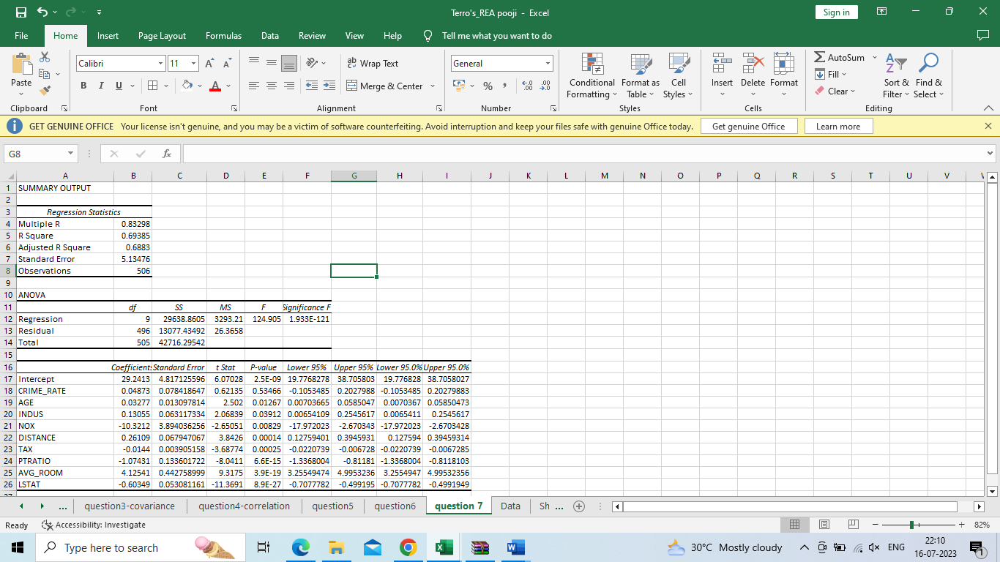 Terro's_REA pooji - Excel
Sign in
File Home Insert Page Layout Formulas Data Review View Help Tell me what you want to do
Paste
Clipboard
Calibri 11 A A
B I U A
Font
ab Wrap Text
Merge & Center
Alignment
General
% , .00 .00
Number
Conditional Formatting
Format as Table
Cell Styles
Styles
Insert Delete Format
Cells
AutoSum
Fill
Clear
Sort & Filter
Find & Select
Editing
GET GENUINE OFFICE Your license isn't genuine, and you may be a victim of software counterfeiting. Avoid interruption and keep your files safe with genuine Office today. Get genuine Office Learn more
G8 fx
A B C D E F G H I J K L M N O P Q R S T U V
1 SUMMARY OUTPUT
2
3 Regression Statistics
4 Multiple R 0.83298
5 R Square 0.69385
6 Adjusted R Square 0.6883
7 Standard Error 5.13476
8 Observations 506
9
10 ANOVA
11 df SS MS F Significance F
12 Regression 9 29638.8605 3293.21 124.905 1.933E-121
13 Residual 496 13077.43492 26.3658
14 Total 505 42716.29542
15
16 Coefficients Standard Error t Stat P-value Lower 95% Upper 95% Lower 95.0% Upper 95.0%
17 Intercept 29.2413 4.817125596 6.07028 2.5E-09 19.7768278 38.705803 19.776828 38.7058027
18 CRIME_RATE 0.04873 0.078418647 0.62135 0.53466 -0.1053485 0.2027988 -0.1053485 0.20279883
19 AGE 0.03277 0.013097814 2.502 0.01267 0.00703665 0.0585047 0.0070367 0.05850473
20 INDUS 0.13055 0.063117334 2.06839 0.03912 0.00654109 0.2545617 0.0065411 0.2545617
21 NOX -10.3212 3.894036256 -2.65051 0.00829 -17.972023 -2.670343 -17.972023 -2.6703428
22 DISTANCE 0.26109 0.067947067 3.8426 0.00014 0.12759401 0.3945931 0.127594 0.39459314
23 TAX -0.0144 0.003905158 -3.68774 0.00025 -0.0220739 -0.006728 -0.0220739 -0.0067285
24 PTRATIO -1.07431 0.133601722 -8.0411 6.6E-15 -1.3368004 -0.81181 -1.3368004 -0.8118103
25 AVG_ROOM 4.12541 0.442758999 9.3175 3.9E-19 3.25549474 4.9953236 3.2554947 4.99532356
26 LSTAT -0.60349 0.053081161 -11.3691 8.9E-27 -0.7077782 -0.499195 -0.7077782 -0.4991949
... question3-covariance question4-correlation question5 question6 question 7 Data Sh ...
Ready Accessibility: Investigate 82%
Type here to search
30°C Mostly cloudy ENG
22:10
16-07-2023
1